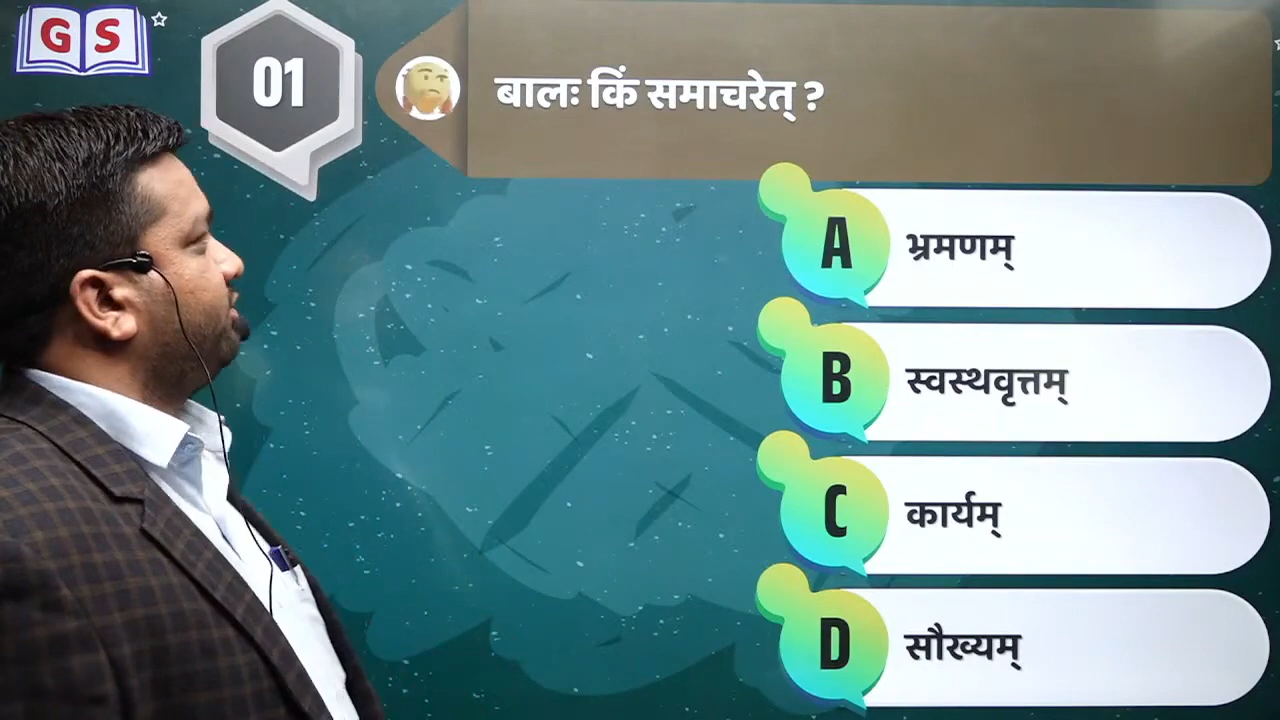 GS
01
बालः किं समाचरेत् ?
A
भ्रमणम्
B
स्वस्थवृत्तम्
C
कार्यम्
D
सौख्यम्